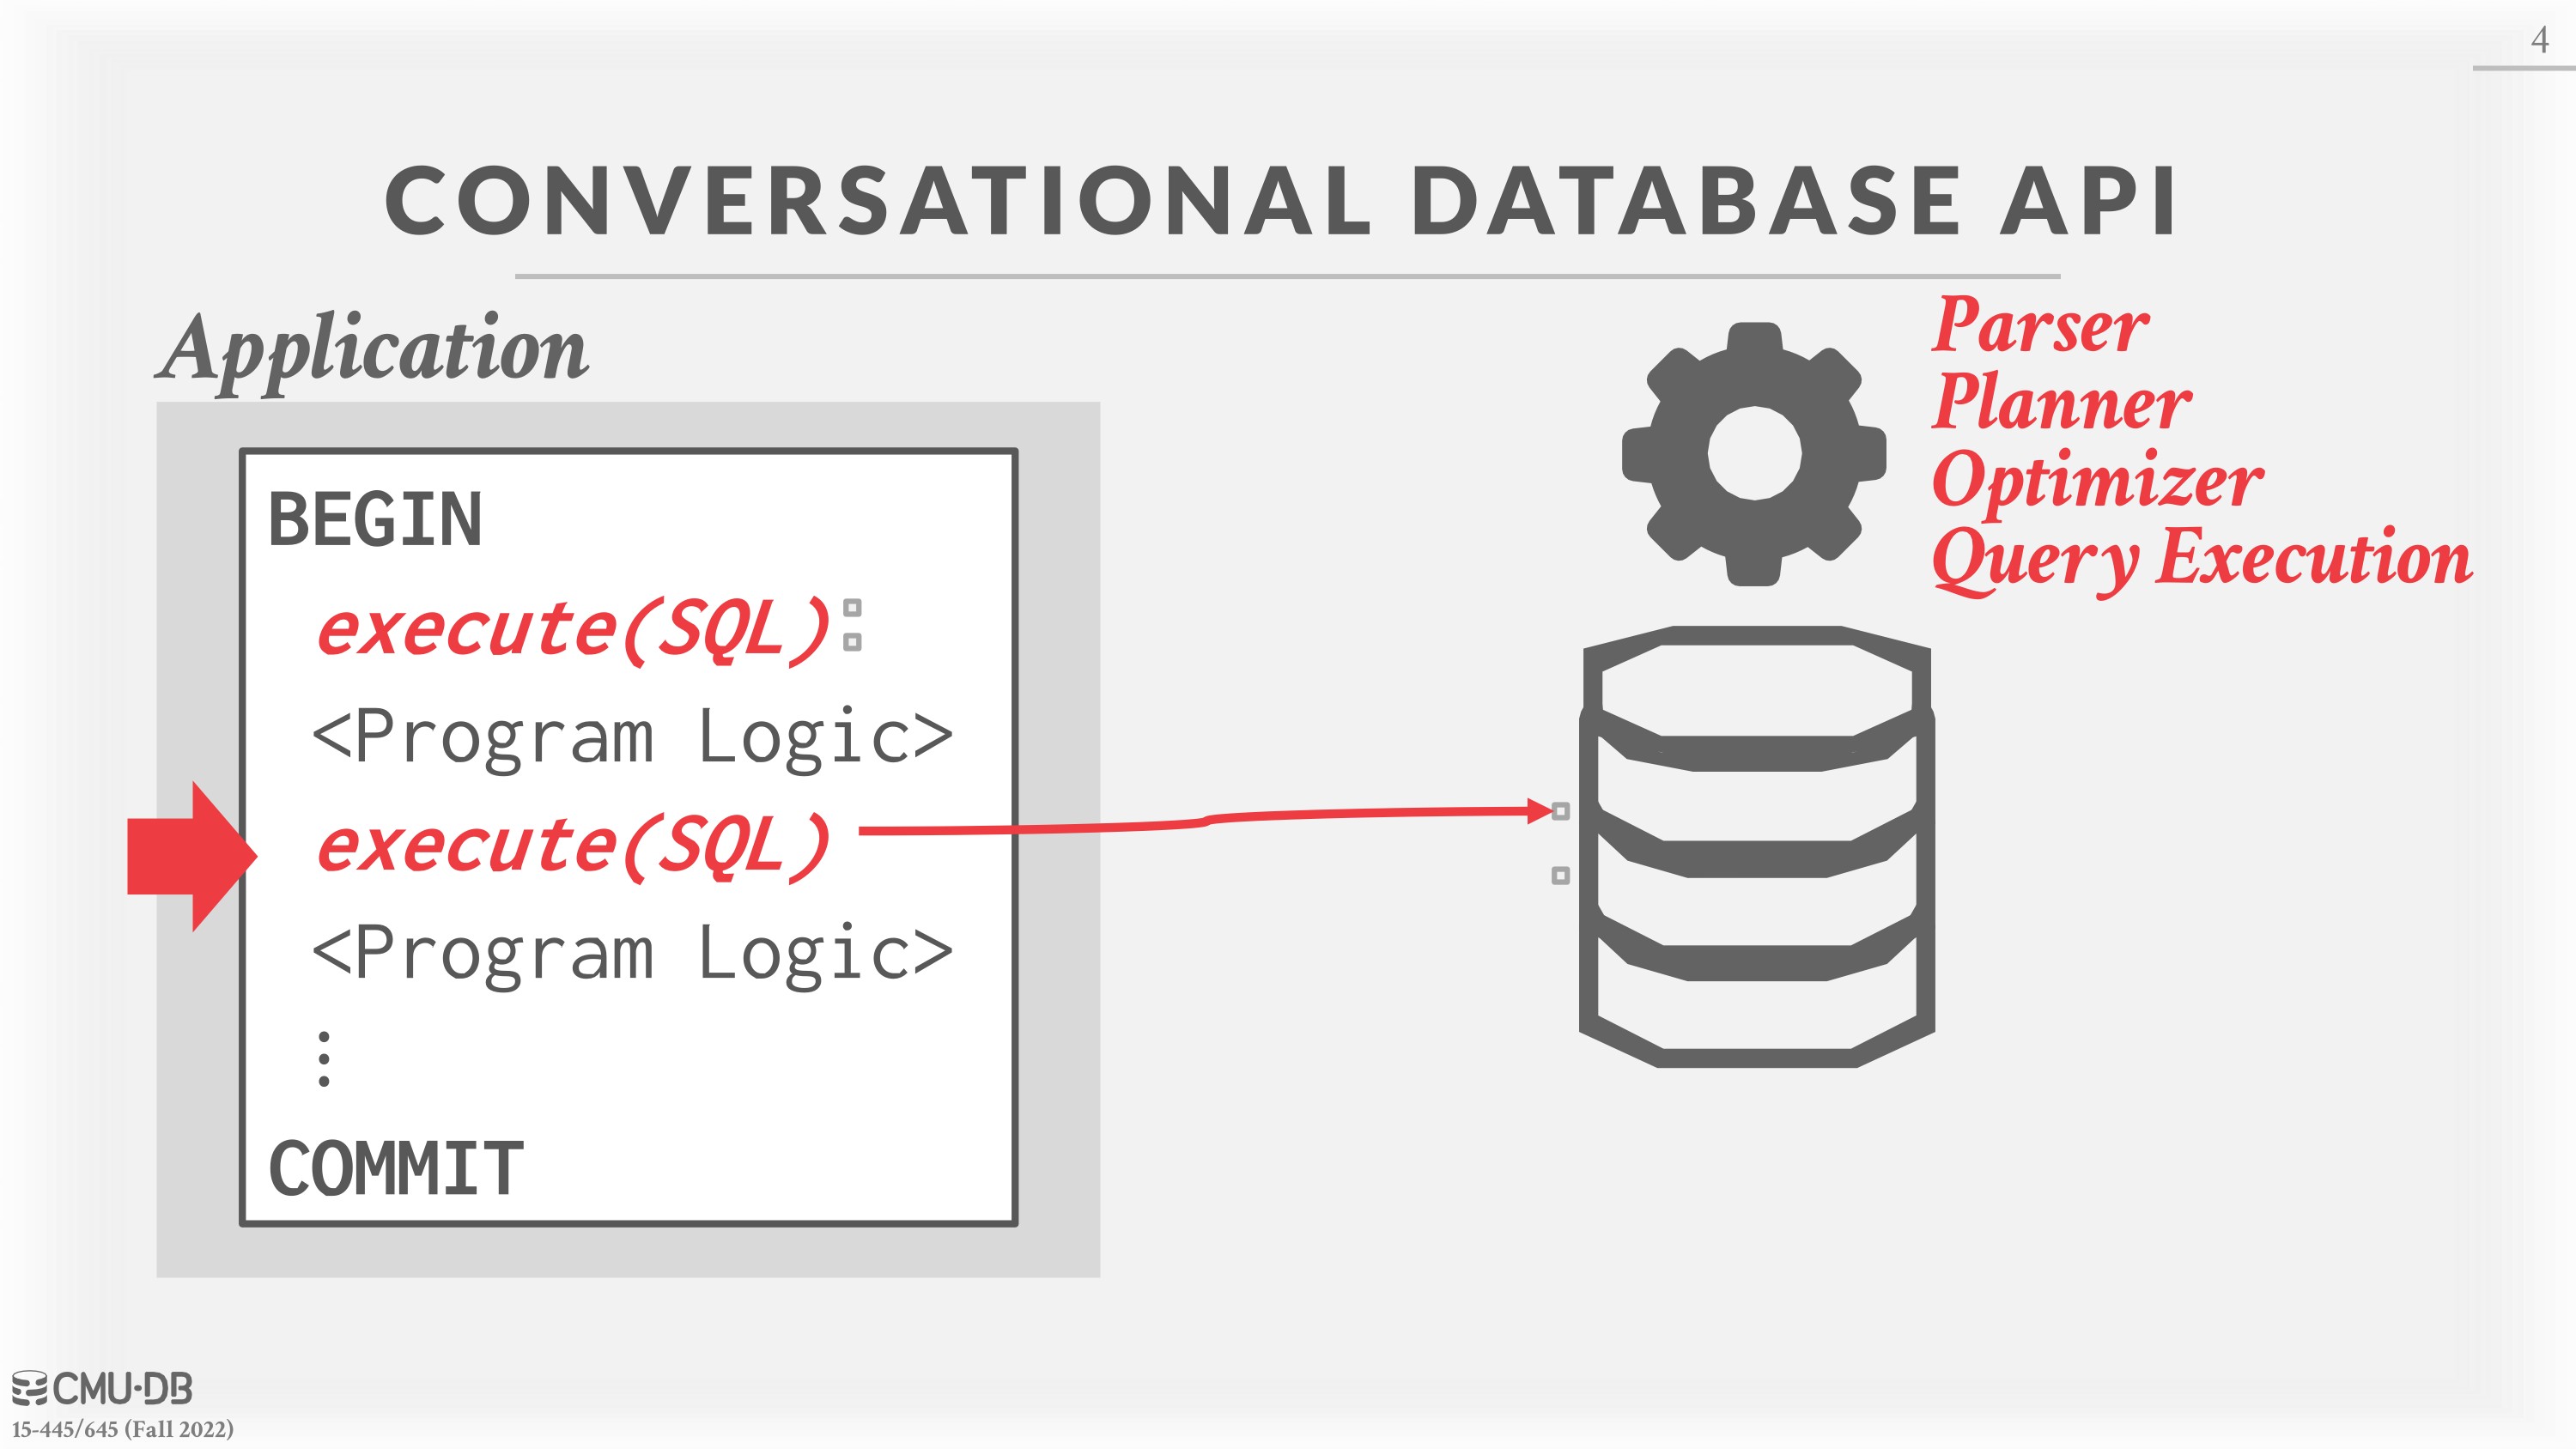 4
CONVERSATIONAL DATABASE API
Application
BEGIN
execute(SQL)
<Program Logic>
execute(SQL)
<Program Logic>
⋮
COMMIT
Parser
Planner
Optimizer
Query Execution
CMU·DB
15-445/645 (Fall 2022)